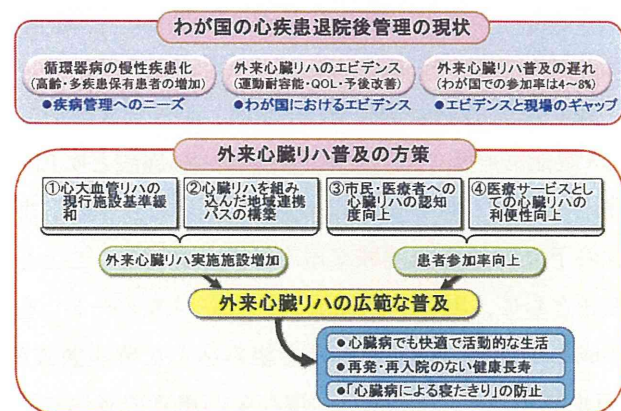 わが国の心疾患退院後管理の現状
循環器病の慢性疾患化
(高齢・多疾患保有患者の増加)
●疾病管理へのニーズ
外来心臓リハのエビデンス
(運動耐容能・QOL・予後改善)
●わが国におけるエビデンス
外来心臓リハ普及の遅れ
(わが国での参加率は4~8%)
●エビデンスと現場のギャップ
外来心臓リハ普及の方策
①心大血管リハの
現行施設基準緩
和
②心臓リハを組み
込んだ地域連携
パスの構築
③市民・医療者への
心臓リハの認知
度向上
④医療サービスとし
ての心臓リハの
利便性向上
外来心臓リハ実施施設増加
患者参加率向上
外来心臓リハの広範な普及
●心臓病でも快適で活動的な生活
●再発・再入院のない健康長寿
●「心臓病による寝たきり」の防止